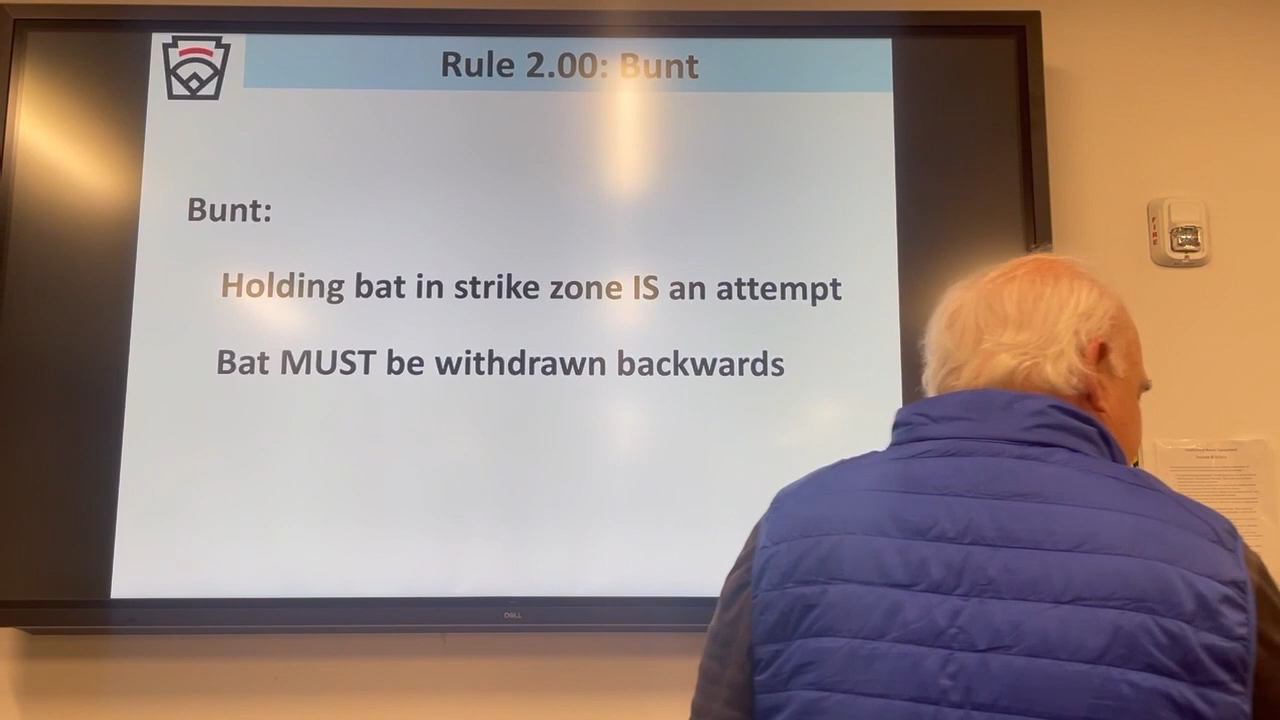 Rule 2.00: Bunt
Bunt:
Holding bat in strike zone IS an attempt
Bat MUST be withdrawn backwards
FIRE
DELL